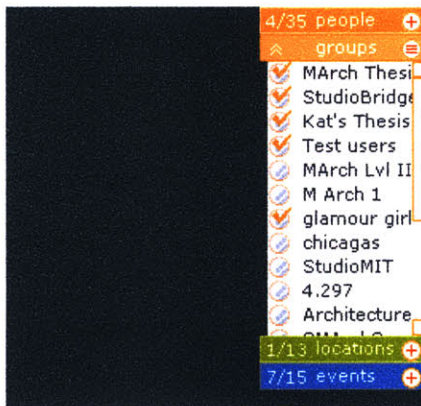 4/35 people
groups
MArch Thesi
StudioBridge
Kat's Thesis
Test users
MArch Lvl II
M Arch 1
glamour girl
chicagas
StudioMIT
4.297
Architecture
1/13 locations
7/15 events